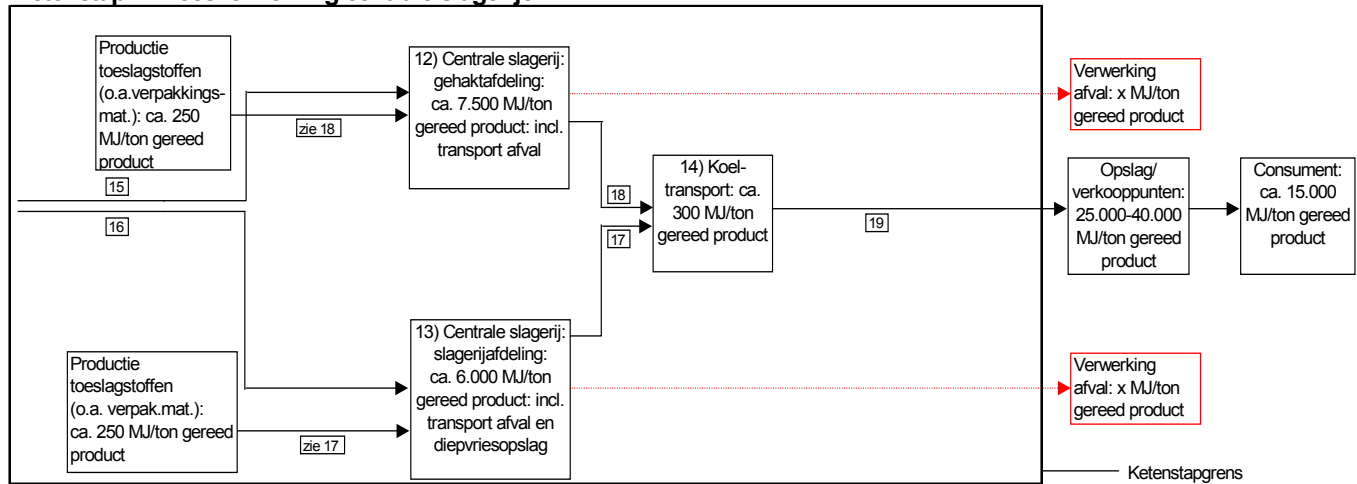 Productie
toeslagstoffen
(o.a.verpakkings-
mat.): ca. 250
MJ/ton gereed
product
zie 18
15
16
12) Centrale slagerij:
gehaktafdeling:
ca. 7.500 MJ/ton
gereed product: incl.
transport afval
Verwerking
afval: x MJ/ton
gereed product
18
17
14) Koel-
transport: ca.
300 MJ/ton
gereed product
19
Opslag/
verkooppunten:
25.000-40.000
MJ/ton gereed
product
Consument:
ca. 15.000
MJ/ton gereed
product
Productie
toeslagstoffen
(o.a. verpak.mat.):
ca. 250 MJ/ton gereed
product
zie 17
13) Centrale slagerij:
slagerijafdeling:
ca. 6.000 MJ/ton
gereed product: incl.
transport afval en
diepvriesopslag
Verwerking
afval: x MJ/ton
gereed product
Ketenstapgrens